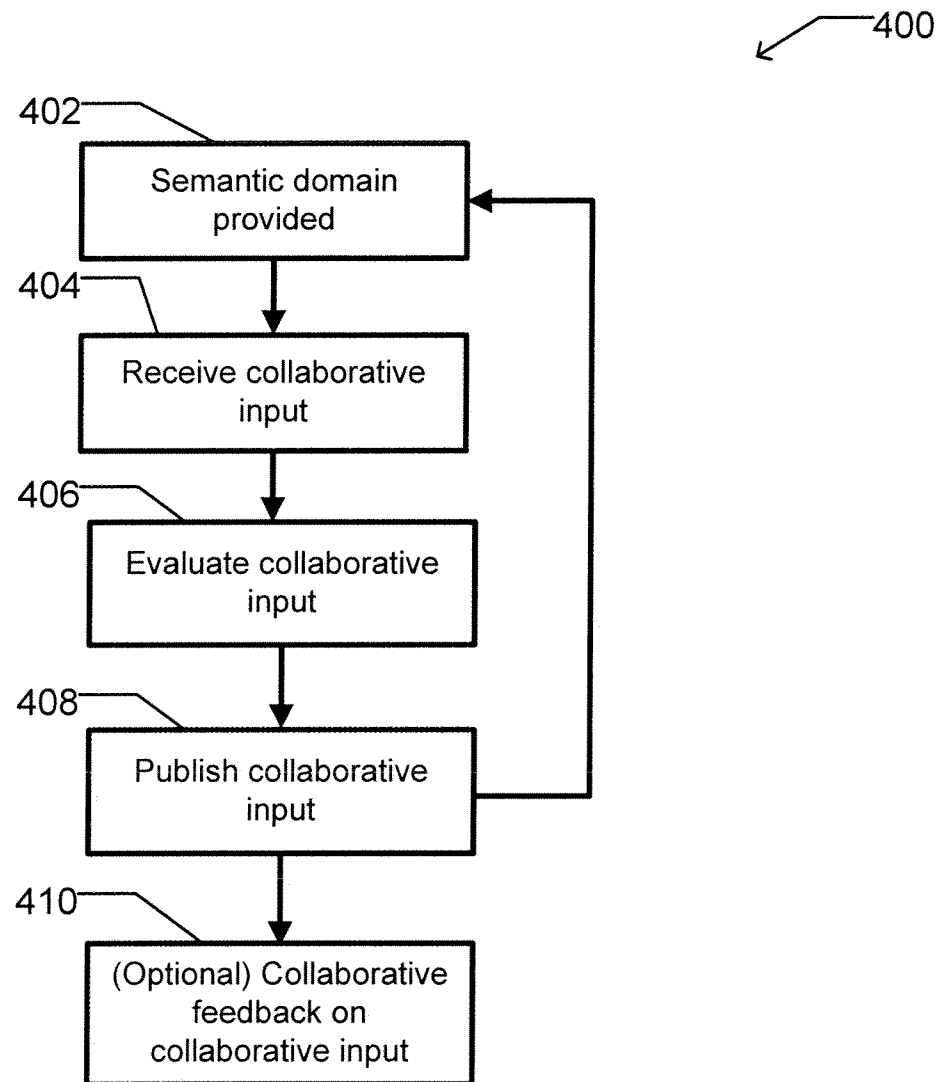 400
402
Semantic domain
provided
404
Receive collaborative
input
406
Evaluate collaborative
input
408
Publish collaborative
input
410
(Optional) Collaborative
feedback on
collaborative input